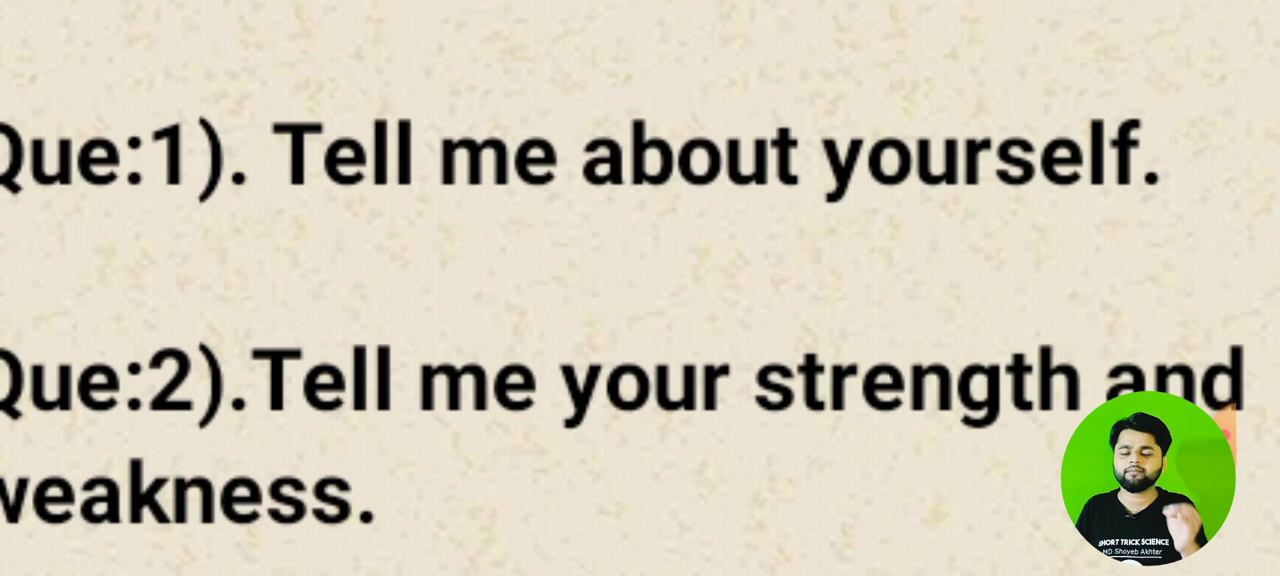 Que:1). Tell me about yourself.
Que:2).Tell me your strength and
weakness.
SHORT TRICK SCIENCE
MD Shoyeb Akhter